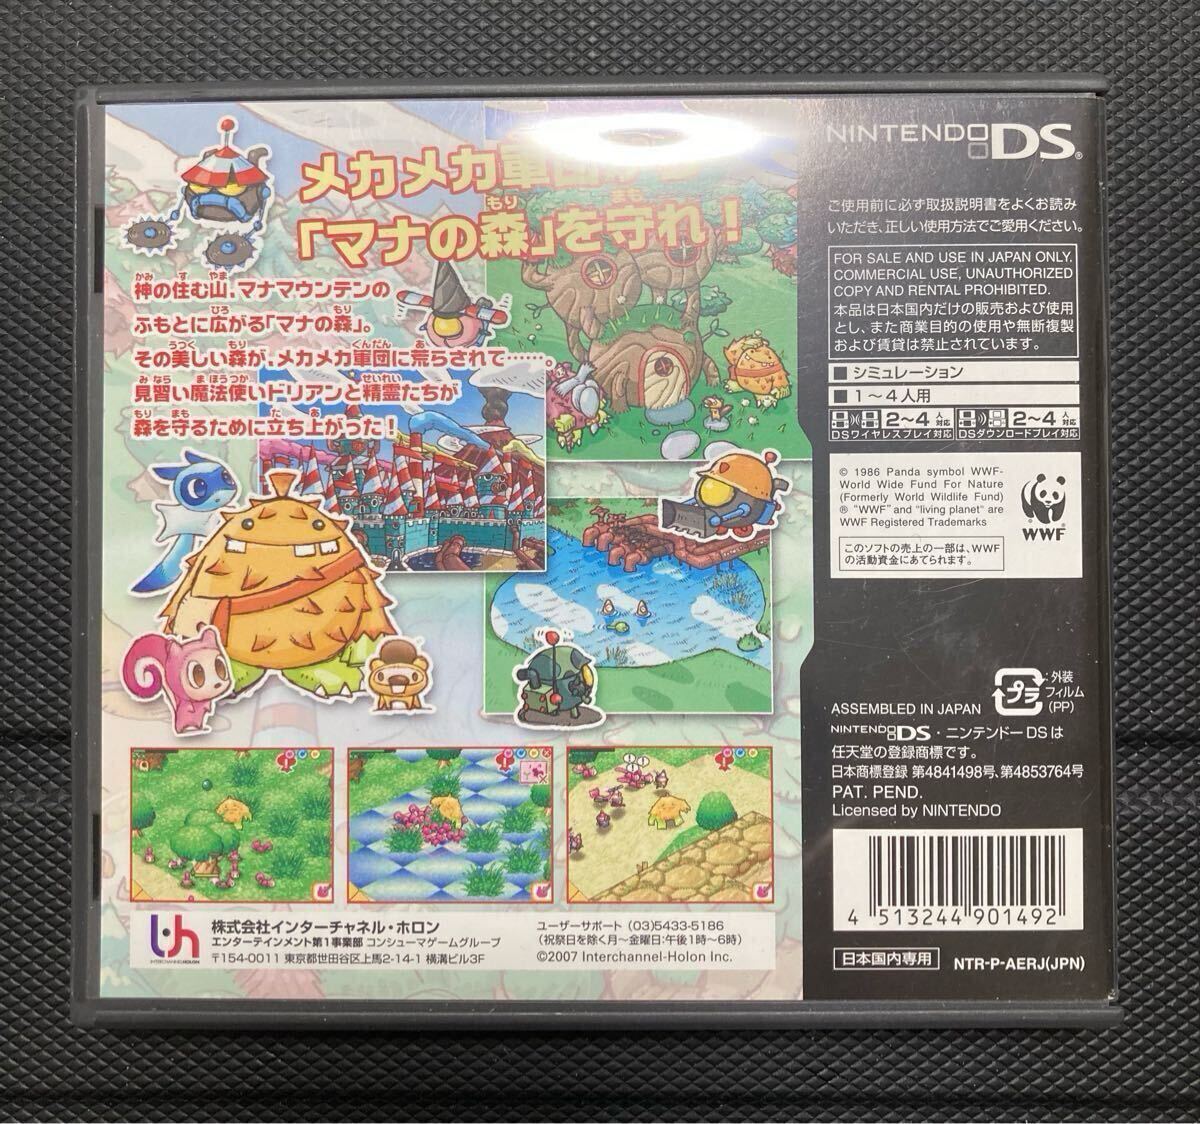 メカメカ軍団から
「マナの森」を守れ！
神の住む山、マナマウンテンの
ふもとに広がる「マナの森」。
その美しい森が、メカメカ軍団に荒らされて……。
見習い魔法使いドリアンと精霊たちが
森を守るために立ち上がった！
株式会社インターチャネル・ホロン
エンターテインメント第1事業部 コンシューマゲームグループ
〒154-0011 東京都世田谷区上馬2-14-1 横溝ビル3F
INTERCHANNEL-HOLON
ユーザーサポート (03)5433-5186
(祝祭日を除く月～金曜日：午後1時～6時)
©2007 Interchannel-Holon Inc.
NINTENDO DS®
ご使用前に必ず取扱説明書をよくお読み
いただき、正しい使用方法でご愛用ください。
FOR SALE AND USE IN JAPAN ONLY.
COMMERCIAL USE, UNAUTHORIZED
COPY AND RENTAL PROHIBITED.
本品は日本国内だけの販売および使用
とし、また商業目的の使用や無断複製
および賃貸は禁止されています。
■ シミュレーション
■ 1～4人用
2～4人対応
DSワイヤレスプレイ対応
2～4人対応
DSダウンロードプレイ対応
© 1986 Panda symbol WWF-
World Wide Fund For Nature
(Formerly World Wildlife Fund)
® "WWF" and "living planet" are
WWF Registered Trademarks
WWF
このソフトの売上の一部は、WWF
の活動資金にあてられます。
ASSEMBLED IN JAPAN
プラ
：外装
フィルム
(PP)
NINTENDO DS・ニンテンドーDSは
任天堂の登録商標です。
日本商標登録 第4841498号、第4853764号
PAT. PEND.
Licensed by NINTENDO
4 513244 901492
日本国内専用
NTR-P-AERJ(JPN)